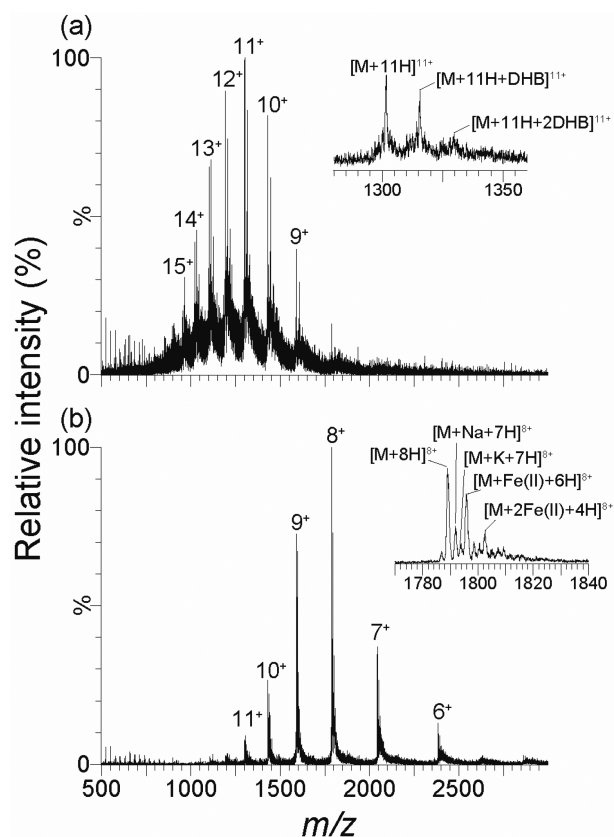 (a)
100
%
0
15⁺
14⁺
13⁺
12⁺
11⁺
10⁺
9⁺
[M+11H]¹¹⁺
[M+11H+DHB]¹¹⁺
[M+11H+2DHB]¹¹⁺
1300
1350
Relative intensity (%)
(b)
100
%
0
11⁺
10⁺
9⁺
8⁺
7⁺
6⁺
[M+Na+7H]⁸⁺
[M+8H]⁸⁺
[M+K+7H]⁸⁺
[M+Fe(II)+6H]⁸⁺
[M+2Fe(II)+4H]⁸⁺
1780 1800 1820 1840
500 1000 1500 2000 2500
m/z